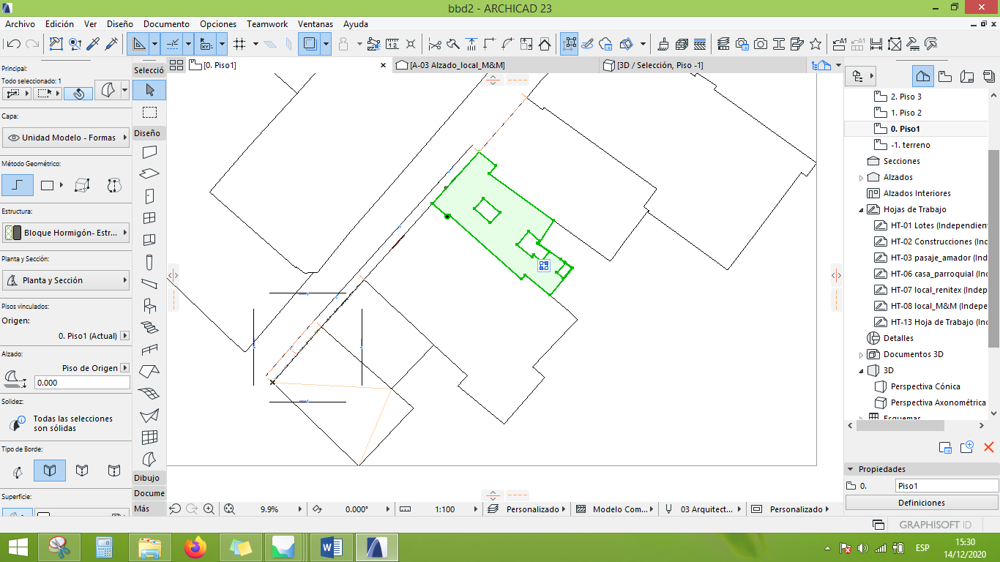 bbd2 - ARCHICAD 23
Archivo Edición Ver Diseño Documento Opciones Teamwork Ventanas Ayuda
Principal:
Todo seleccionado: 1
Capa:
Unidad Modelo - Formas
Método Geométrico:
Estructura:
Bloque Hormigón- Estr...
Planta y Sección:
Planta y Sección
Pisos vinculados:
Origen:
0. Piso1 (Actual)
Alzado:
Piso de Origen
0.000
Solidez:
Todas las selecciones
son sólidas
Tipo de Borde:
Superficie:
Selecció
Diseño
Dibujo
Docume
Más
[0. Piso1]
[A-03 Alzado_local_M&M]
[3D / Selección, Piso -1]
2. Piso 3
1. Piso 2
0. Piso1
-1. terreno
Secciones
Alzados
Alzados Interiores
Hojas de Trabajo
HT-01 Lotes (Independient
HT-02 Construcciones (Inde
HT-03 pasaje_amador (Ind
HT-06 casa_parroquial (Inc
HT-07 local_renitex (Indep
HT-08 local_M&M (Indepe
HT-13 Hoja de Trabajo (Inc
Detalles
Documentos 3D
3D
Perspectiva Cónica
Perspectiva Axonométrica
Esquemas
Propiedades
0. Piso1
Definiciones
9.9% 0.000° 1:100 Personalizado Modelo Com... 03 Arquitect... Personalizado
GRAPHISOFT ID
ESP
15:30
14/12/2020